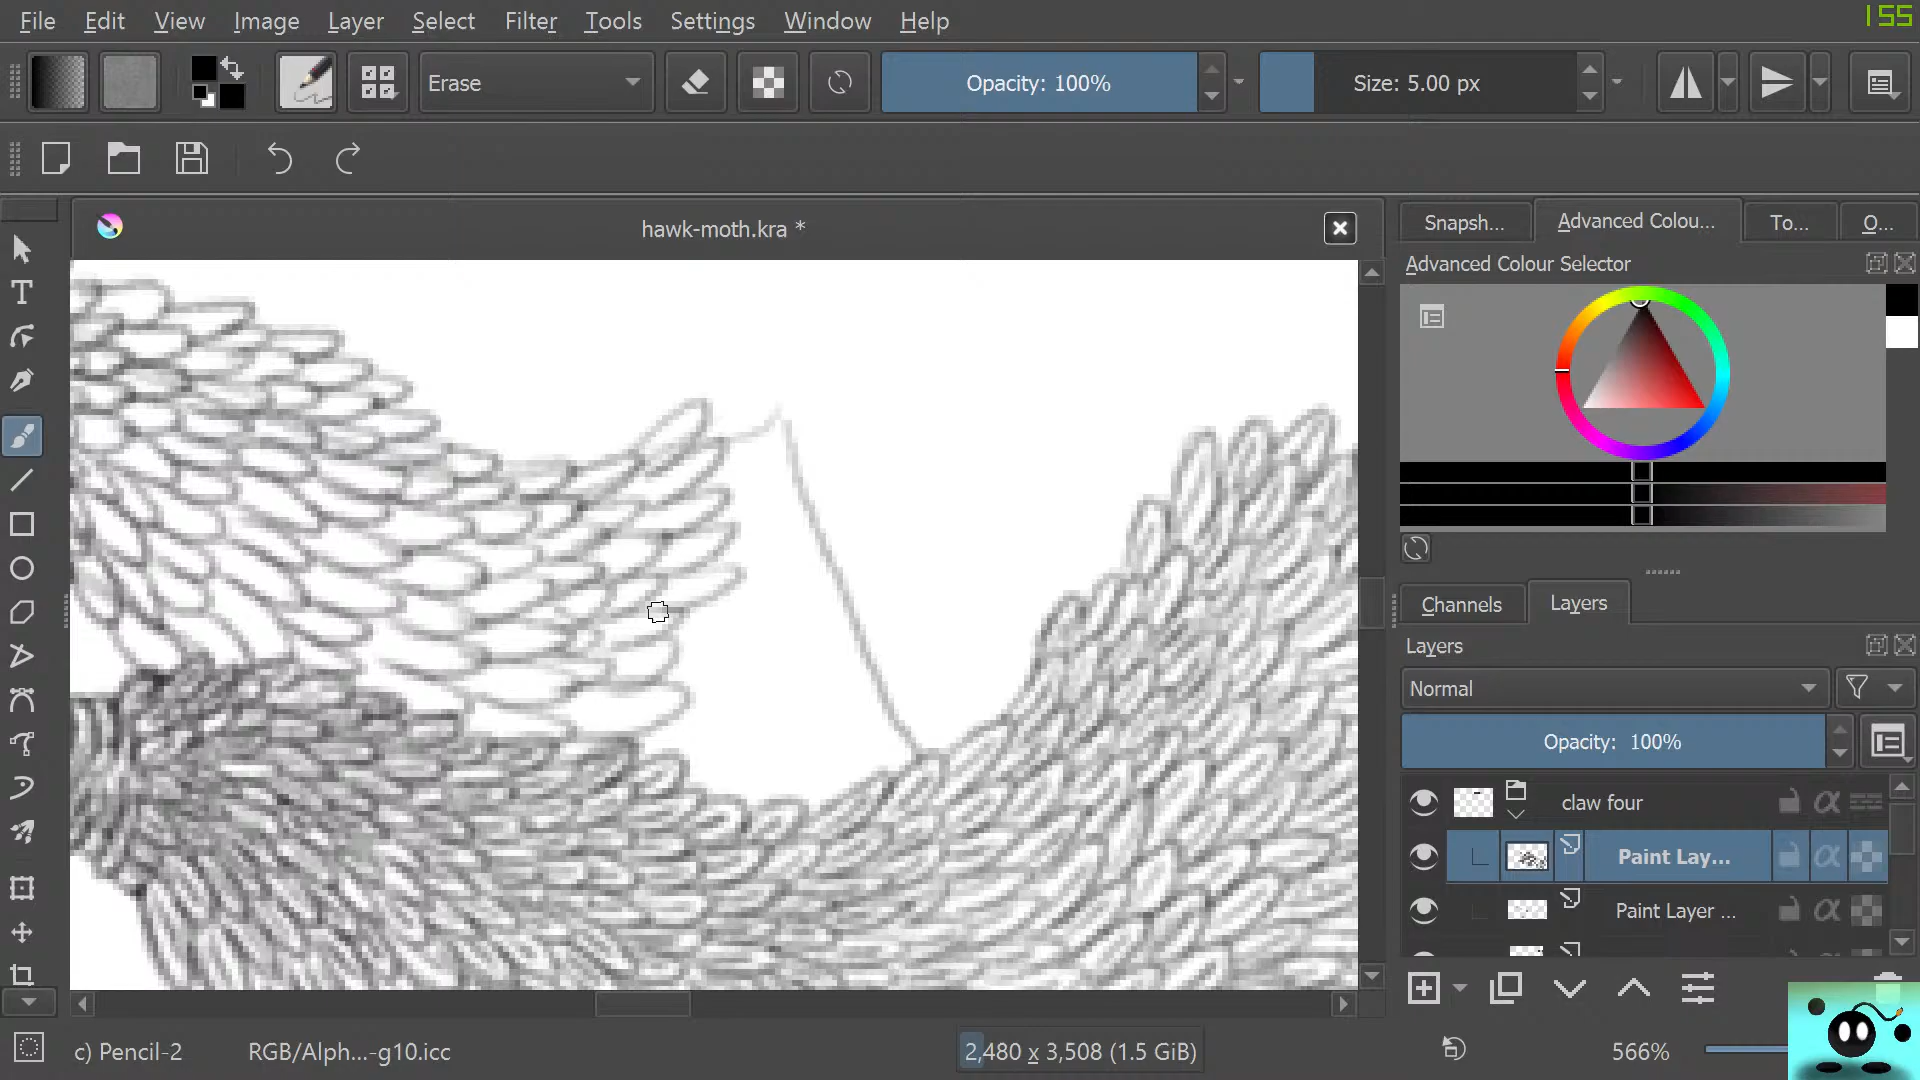 File Edit View Image Layer Select Filter Tools Settings Window Help
155
Erase
Opacity: 100%
Size: 5.00 px
hawk-moth.kra *
Snapsh...
Advanced Colou...
To...
O...
Advanced Colour Selector
Channels
Layers
Layers
Normal
Opacity: 100%
claw four
Paint Lay...
Paint Layer ...
c) Pencil-2
RGB/Alph...-g10.icc
2,480 x 3,508 (1.5 GiB)
566%